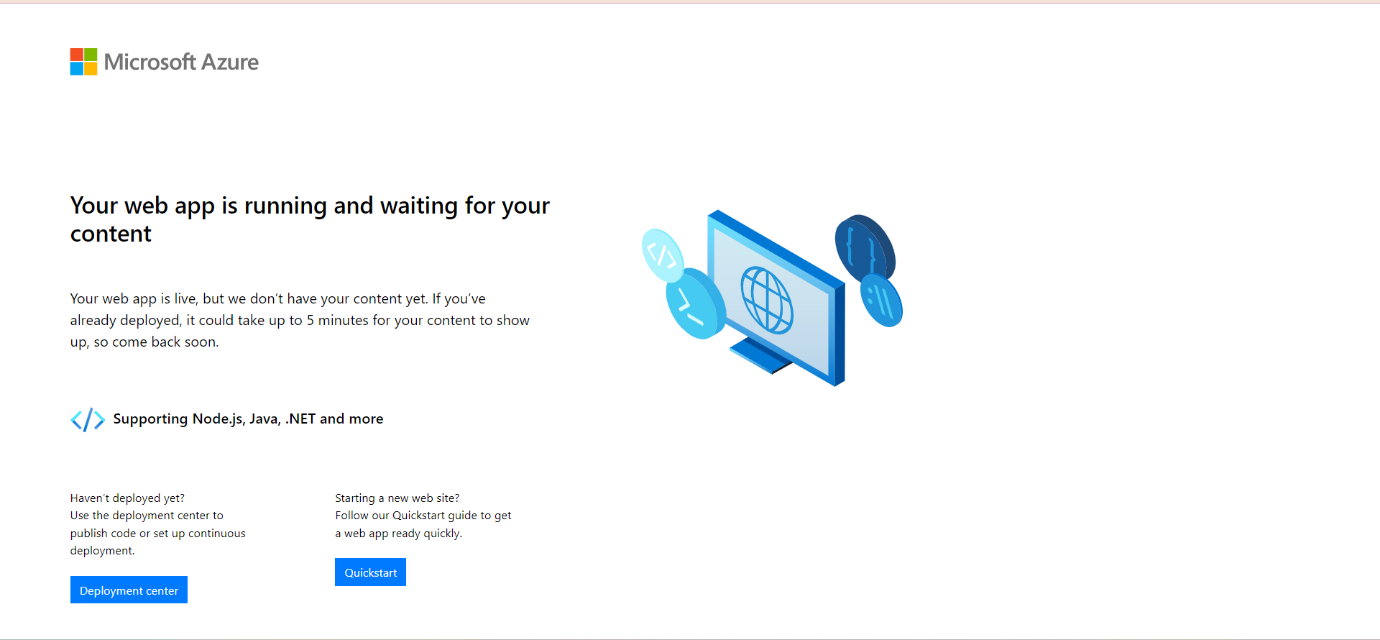 Microsoft Azure
Your web app is running and waiting for your
content
Your web app is live, but we don’t have your content yet. If you’ve
already deployed, it could take up to 5 minutes for your content to show
up, so come back soon.
</> Supporting Node.js, Java, .NET and more
Haven’t deployed yet?
Use the deployment center to
publish code or set up continuous
deployment.
Deployment center
Starting a new web site?
Follow our Quickstart guide to get
a web app ready quickly.
Quickstart
</>
>_
{ }
:\\